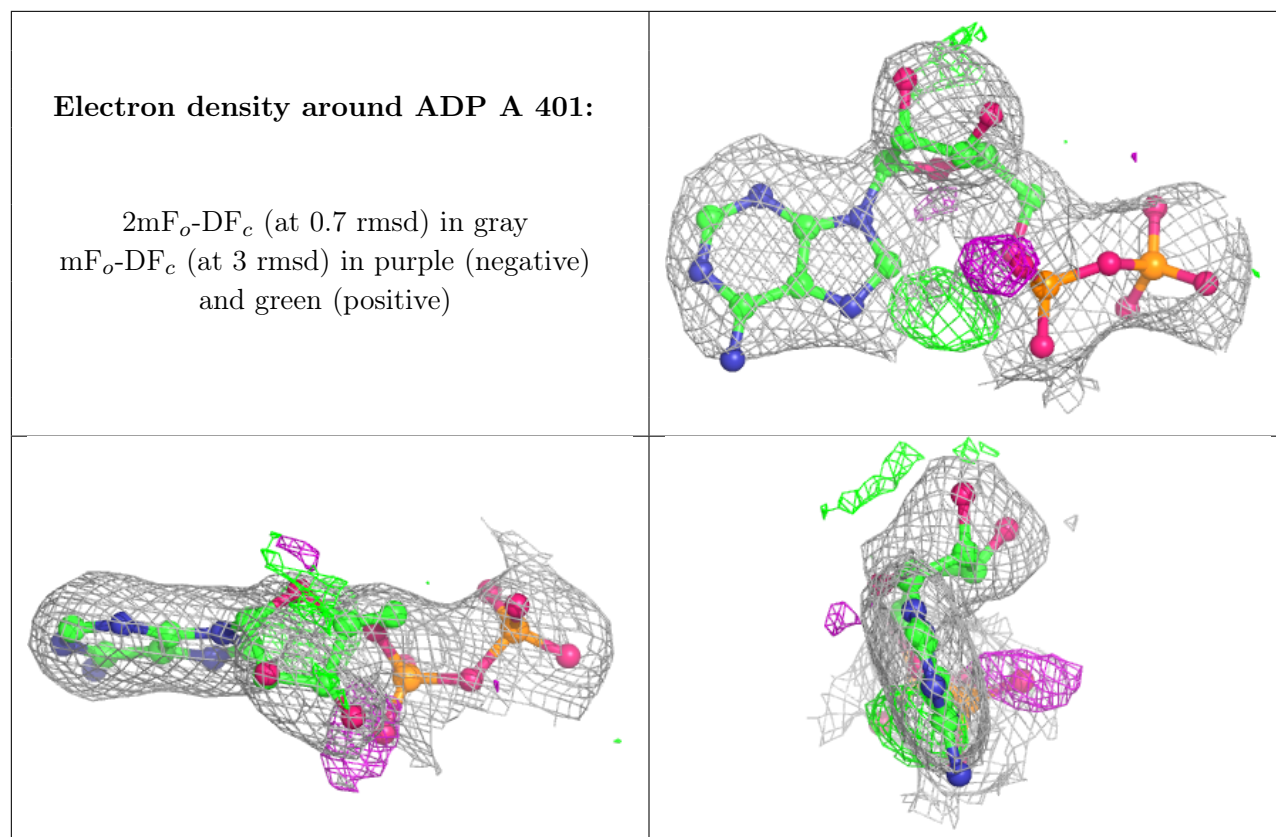 Electron density around ADP A 401:
2mFo-DFc (at 0.7 rmsd) in gray
mFo-DFc (at 3 rmsd) in purple (negative)
and green (positive)